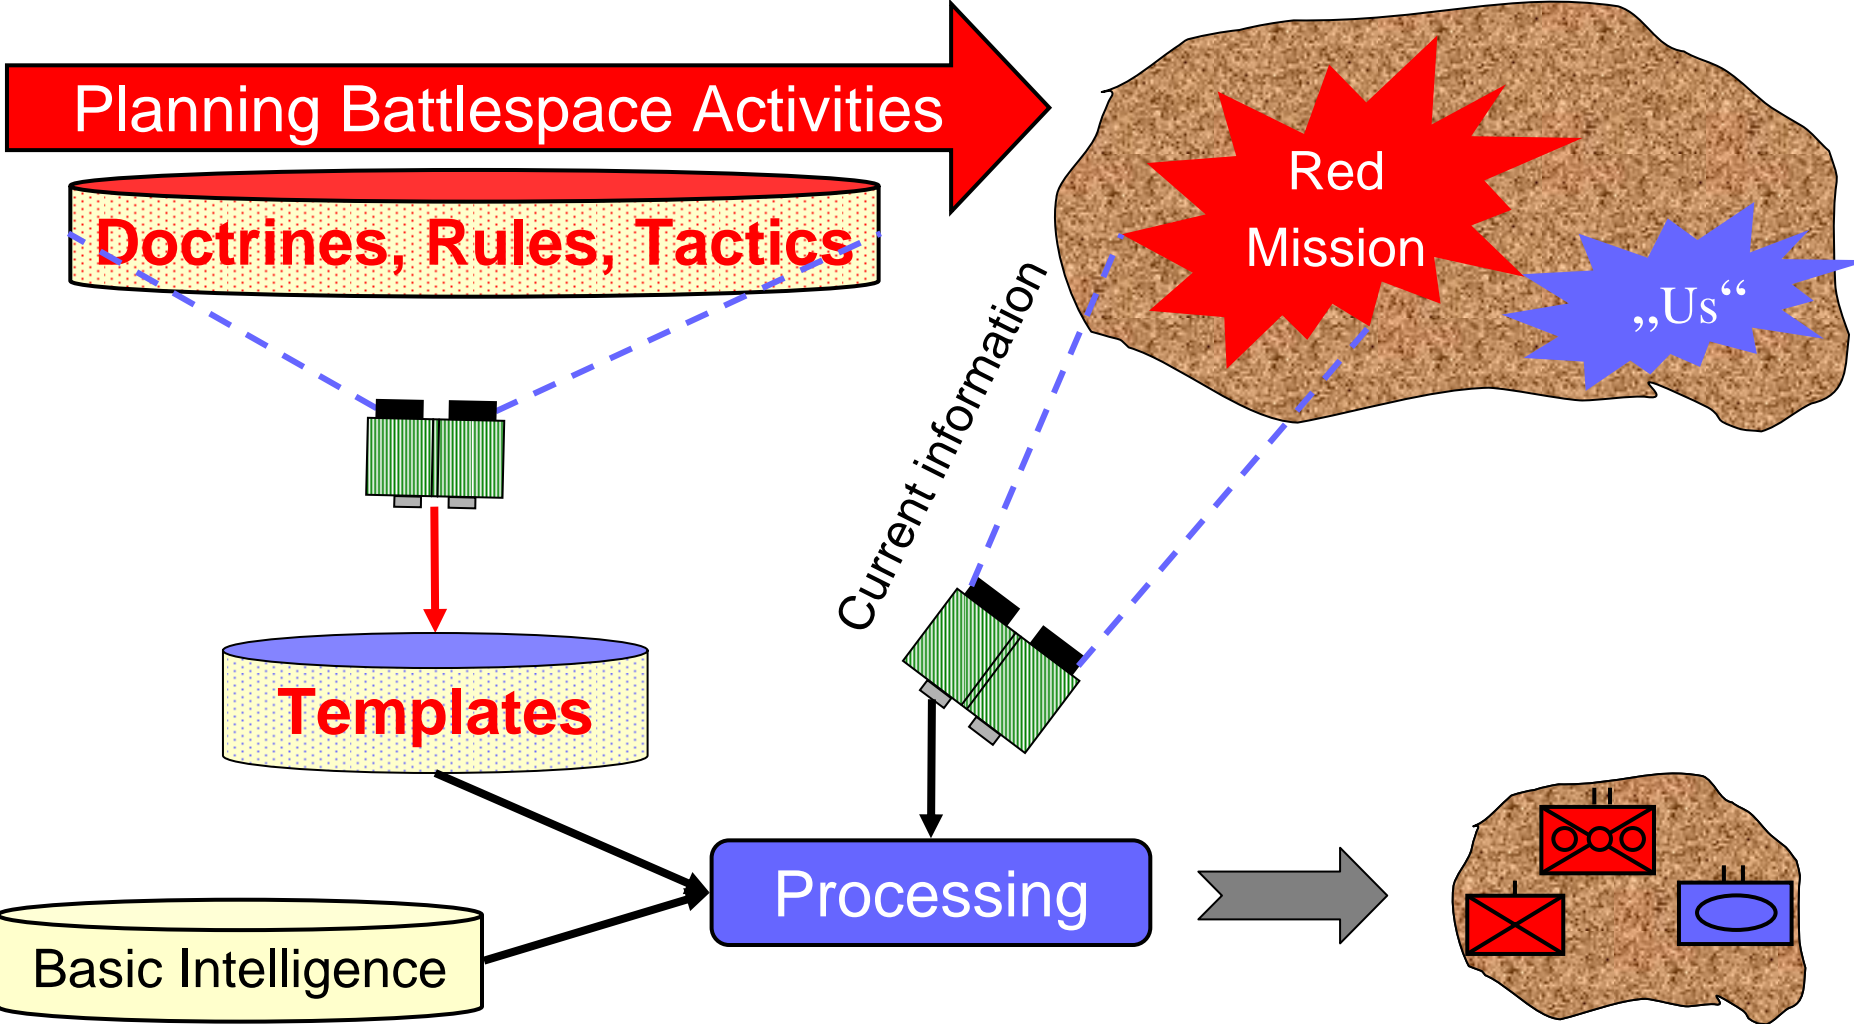 Planning Battlespace Activities
Doctrines, Rules, Tactics
Red
Mission
„Us“
Current information
Templates
Processing
Basic Intelligence